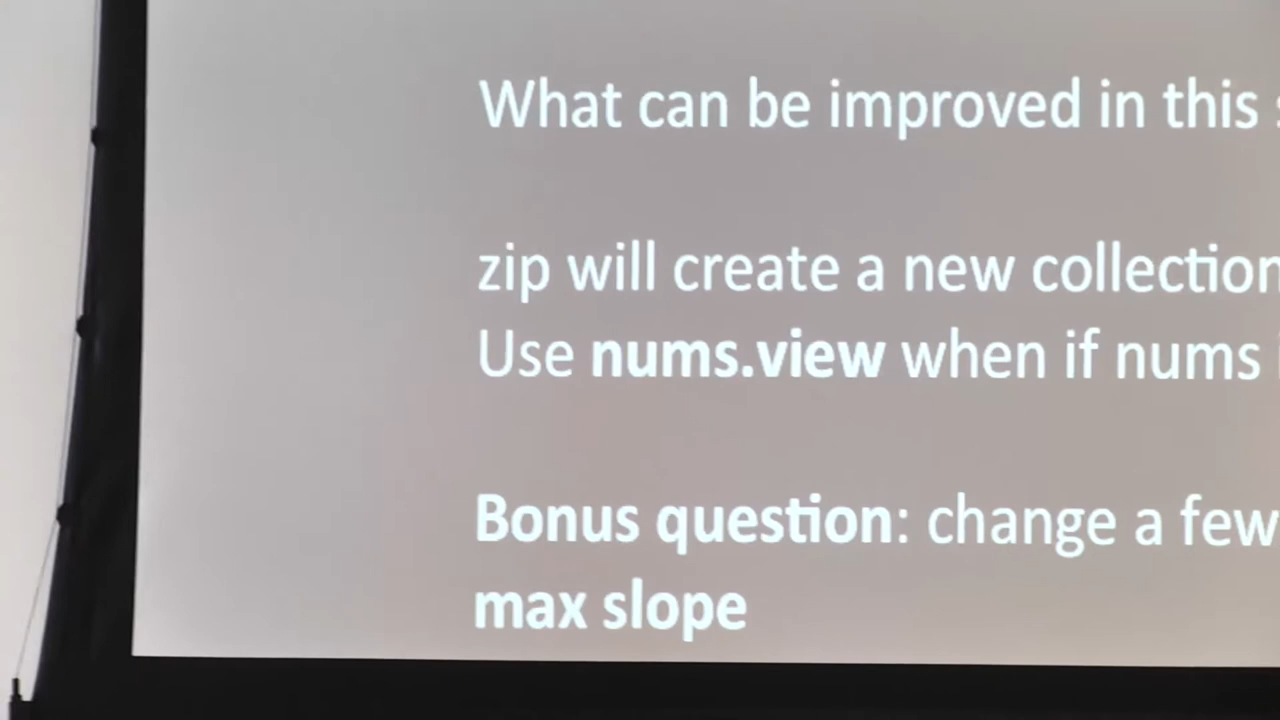 What can be improved in this
zip will create a new collection
Use nums.view when if nums
Bonus question: change a few
max slope